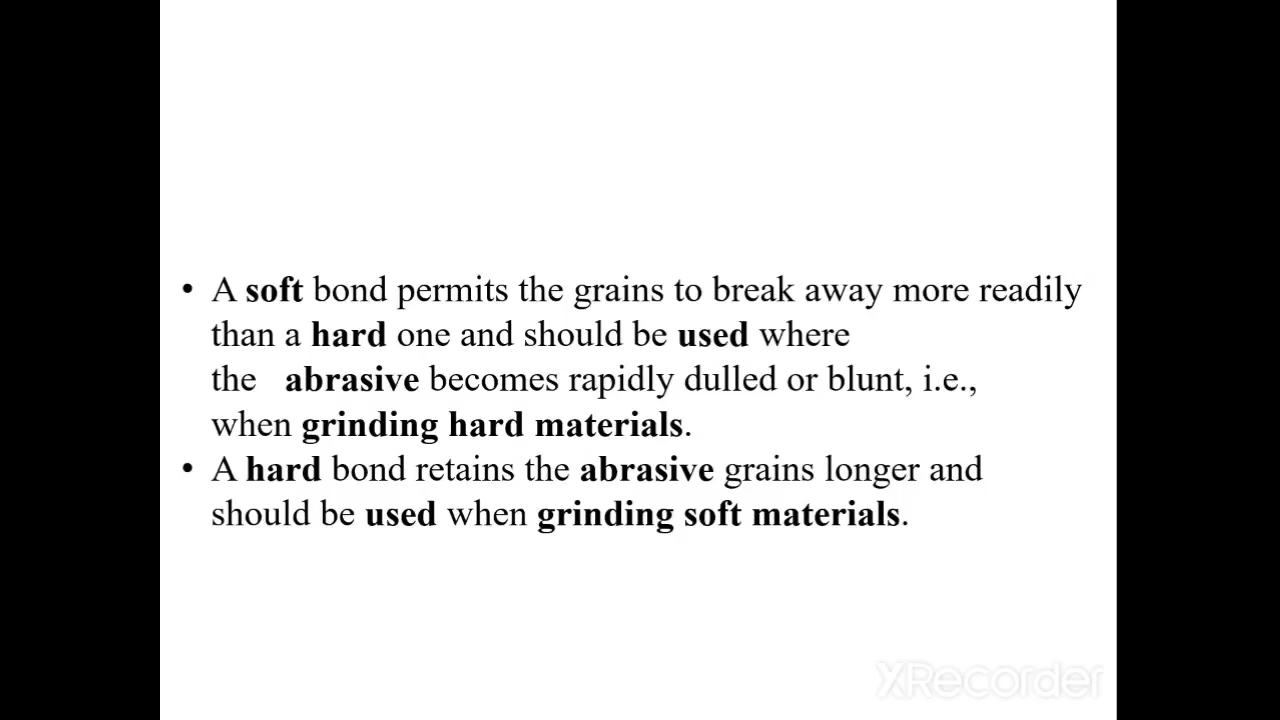 • A soft bond permits the grains to break away more readily
than a hard one and should be used where
the abrasive becomes rapidly dulled or blunt, i.e.,
when grinding hard materials.
• A hard bond retains the abrasive grains longer and
should be used when grinding soft materials.
XRecorder